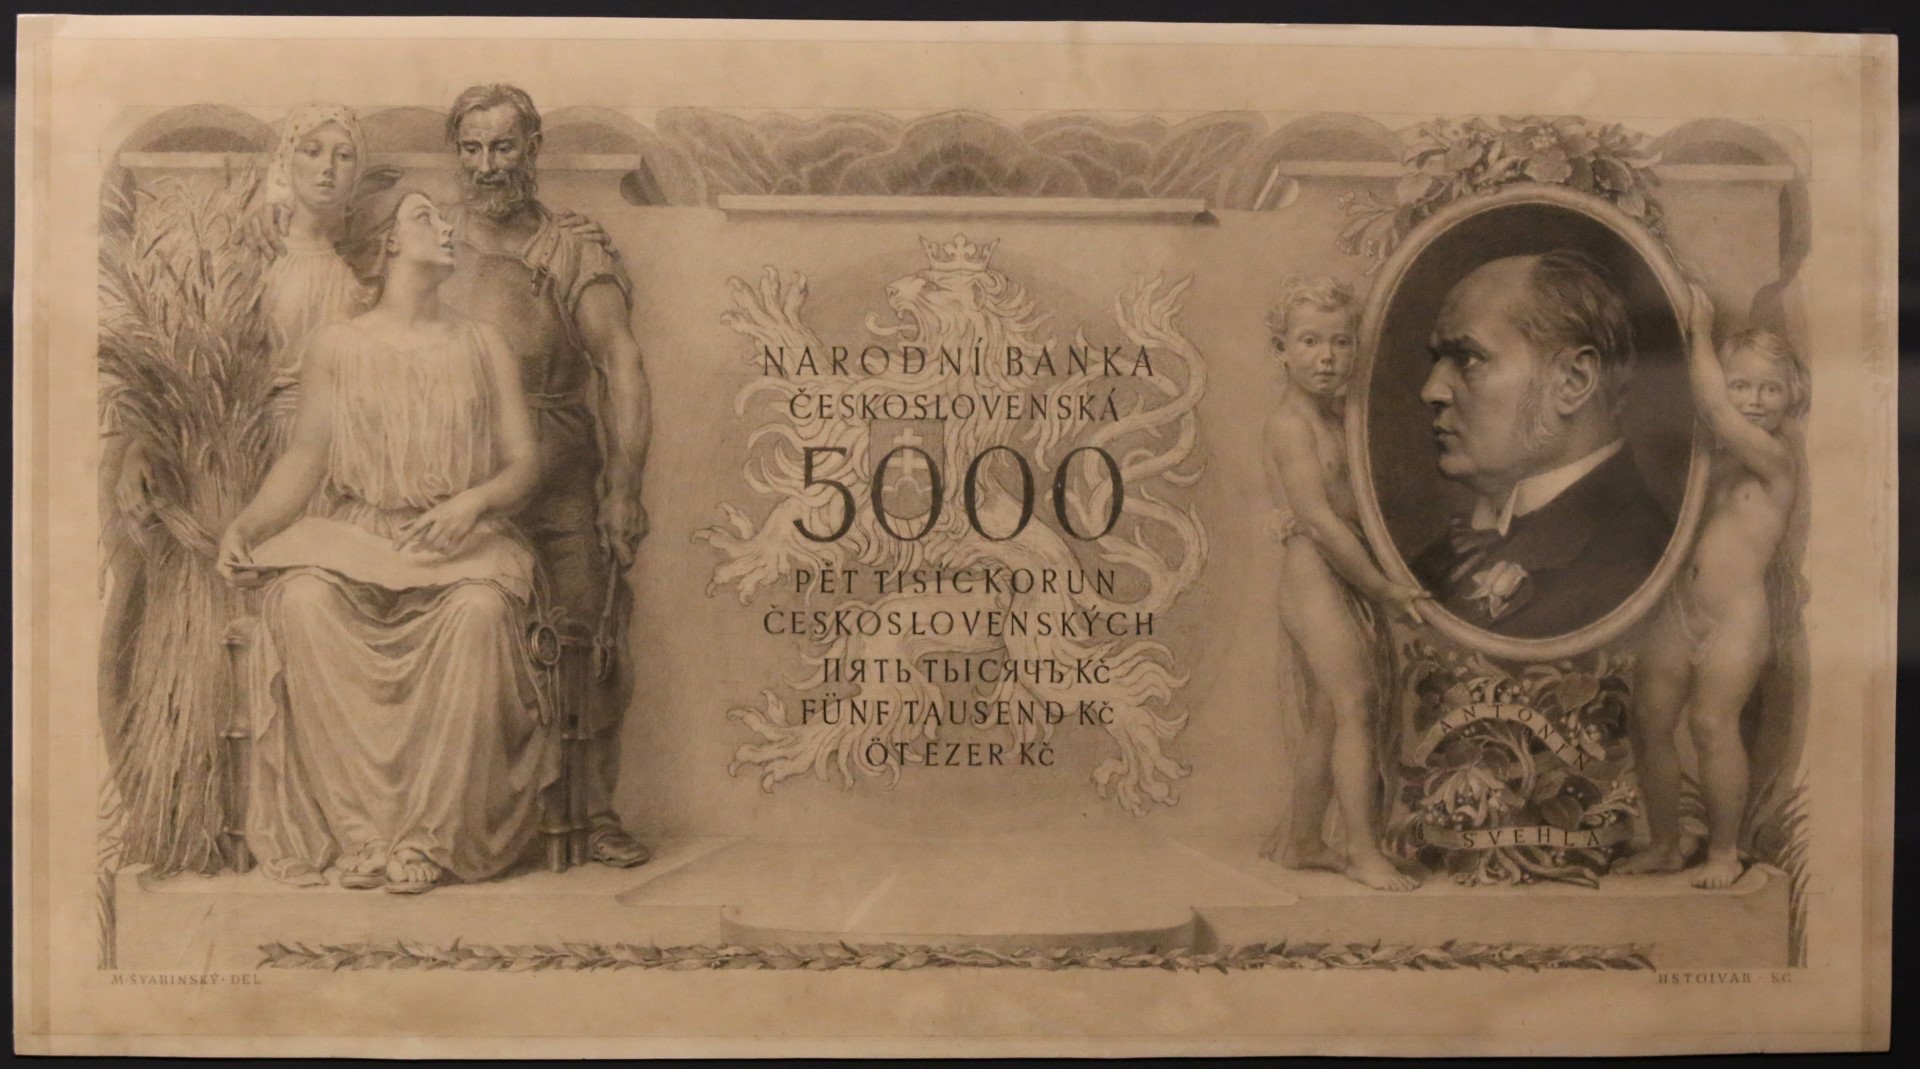 NARODNÍ BANKA
ČESKOSLOVENSKÁ
5000
PĚT TISÍC KORUN
ČESKOSLOVENSKÝCH
ПЯТЬ ТЫСЯЧЪ Kč
FÜNF TAUSEND Kč
ÖT EZER Kč
ANTONÍN
ŠVEHLA
M·ŠVABINSKÝ·DEL